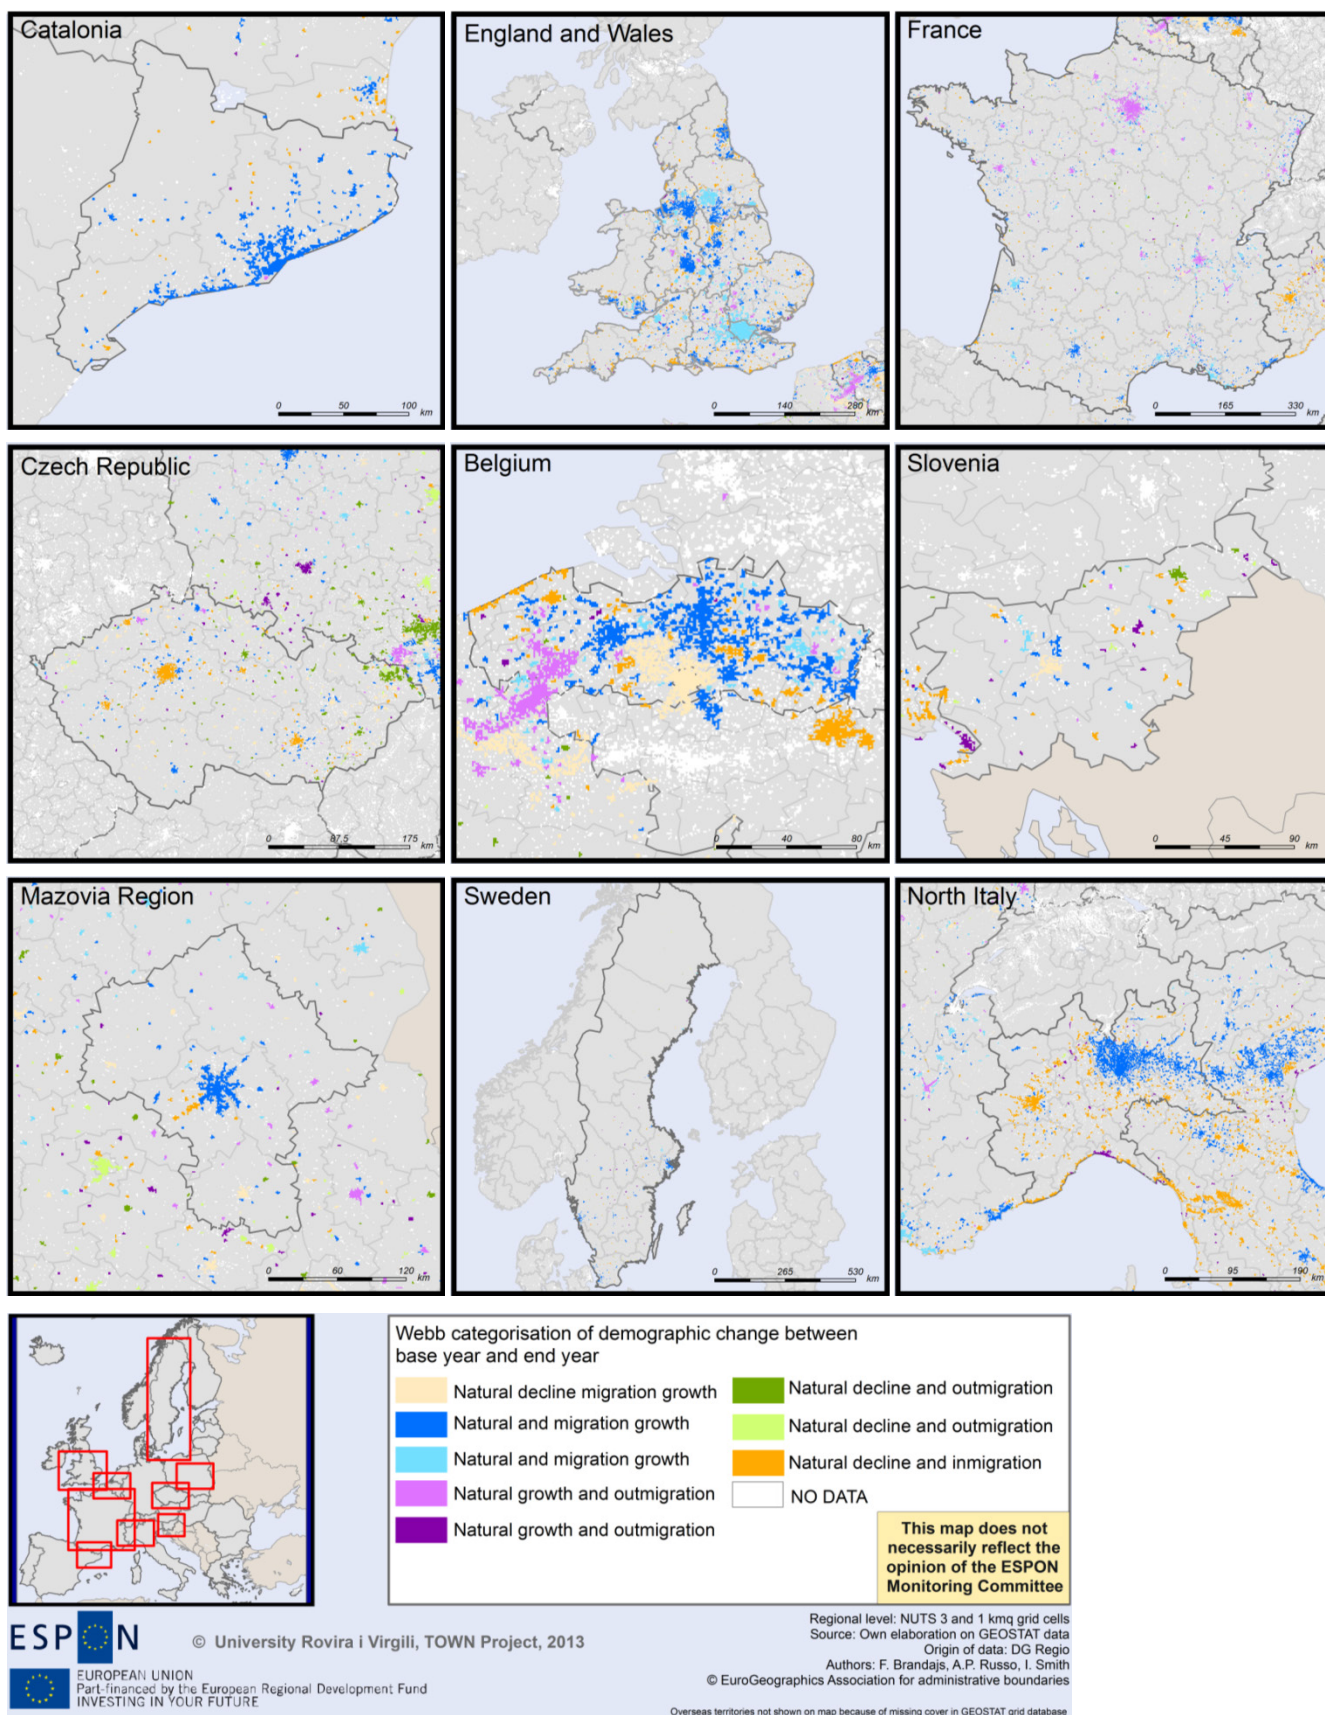 Catalonia
0 50 100
km
England and Wales
0 140 280
km
France
0 165 330
km
Czech Republic
0 87.5 175
km
Belgium
0 40 80
km
Slovenia
0 45 90
km
Mazovia Region
0 60 120
km
Sweden
0 265 530
km
North Italy
0 95 190
km
Webb categorisation of demographic change between
base year and end year
Natural decline migration growth
Natural and migration growth
Natural and migration growth
Natural growth and outmigration
Natural growth and outmigration
Natural decline and outmigration
Natural decline and outmigration
Natural decline and inmigration
NO DATA
This map does not
necessarily reflect the
opinion of the ESPON
Monitoring Committee
ESPON
© University Rovira i Virgili, TOWN Project, 2013
EUROPEAN UNION
Part-financed by the European Regional Development Fund
INVESTING IN YOUR FUTURE
Regional level: NUTS 3 and 1 kmq grid cells
Source: Own elaboration on GEOSTAT data
Origin of data: DG Regio
Authors: F. Brandajs, A.P. Russo, I. Smith
© EuroGeographics Association for administrative boundaries
Overseas territories not shown on map because of missing cover in GEOSTAT grid database